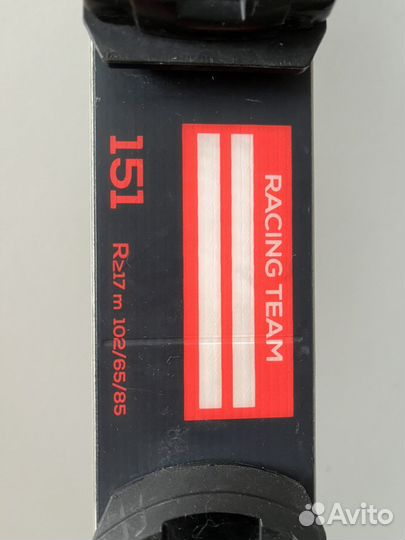 RACING TEAM
151
R≥17 m 102/65/85
Avito